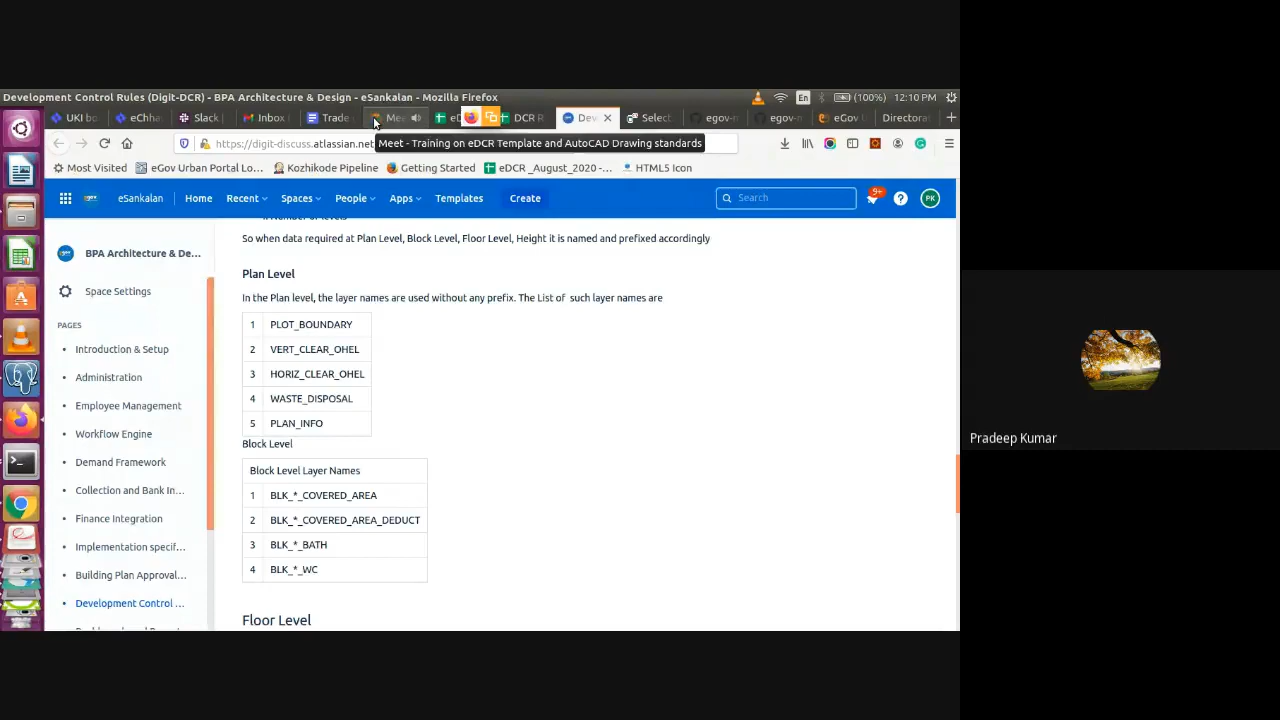 Development Control Rules (Digit-DCR) - BPA Architecture & Design - eSankalan - Mozilla Firefox
En (100%) 12:10 PM
UKI bo eChha Slack Inbox Trade Mee eD DCR R Dev Select egov-n egov-n eGov Directora
https://digit-discuss.atlassian.net
Meet - Training on eDCR Template and AutoCAD Drawing standards
Most Visited eGov Urban Portal Lo... Kozhikode Pipeline Getting Started eDCR_August_2020 -... HTML5 Icon
eSankalan Home Recent Spaces People Apps Templates Create Search 9+ PK
So when data required at Plan Level, Block Level, Floor Level, Height it is named and prefixed accordingly
BPA Architecture & De...
Space Settings
PAGES
Introduction & Setup
Administration
Employee Management
Workflow Engine
Demand Framework
Collection and Bank In...
Finance Integration
Implementation specif...
Building Plan Approval...
Development Control ...
Plan Level
In the Plan level, the layer names are used without any prefix. The List of such layer names are
1 PLOT_BOUNDARY
2 VERT_CLEAR_OHEL
3 HORIZ_CLEAR_OHEL
4 WASTE_DISPOSAL
5 PLAN_INFO
Block Level
Block Level Layer Names
1 BLK_*_COVERED_AREA
2 BLK_*_COVERED_AREA_DEDUCT
3 BLK_*_BATH
4 BLK_*_WC
Floor Level
Pradeep Kumar